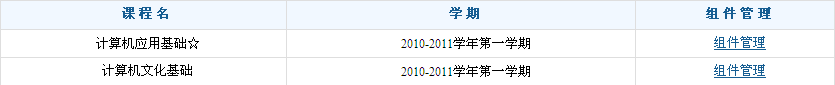 课 程 名 学 期 组 件 管 理
计算机应用基础☆ 2010-2011学年第一学期 组件管理
计算机文化基础 2010-2011学年第一学期 组件管理